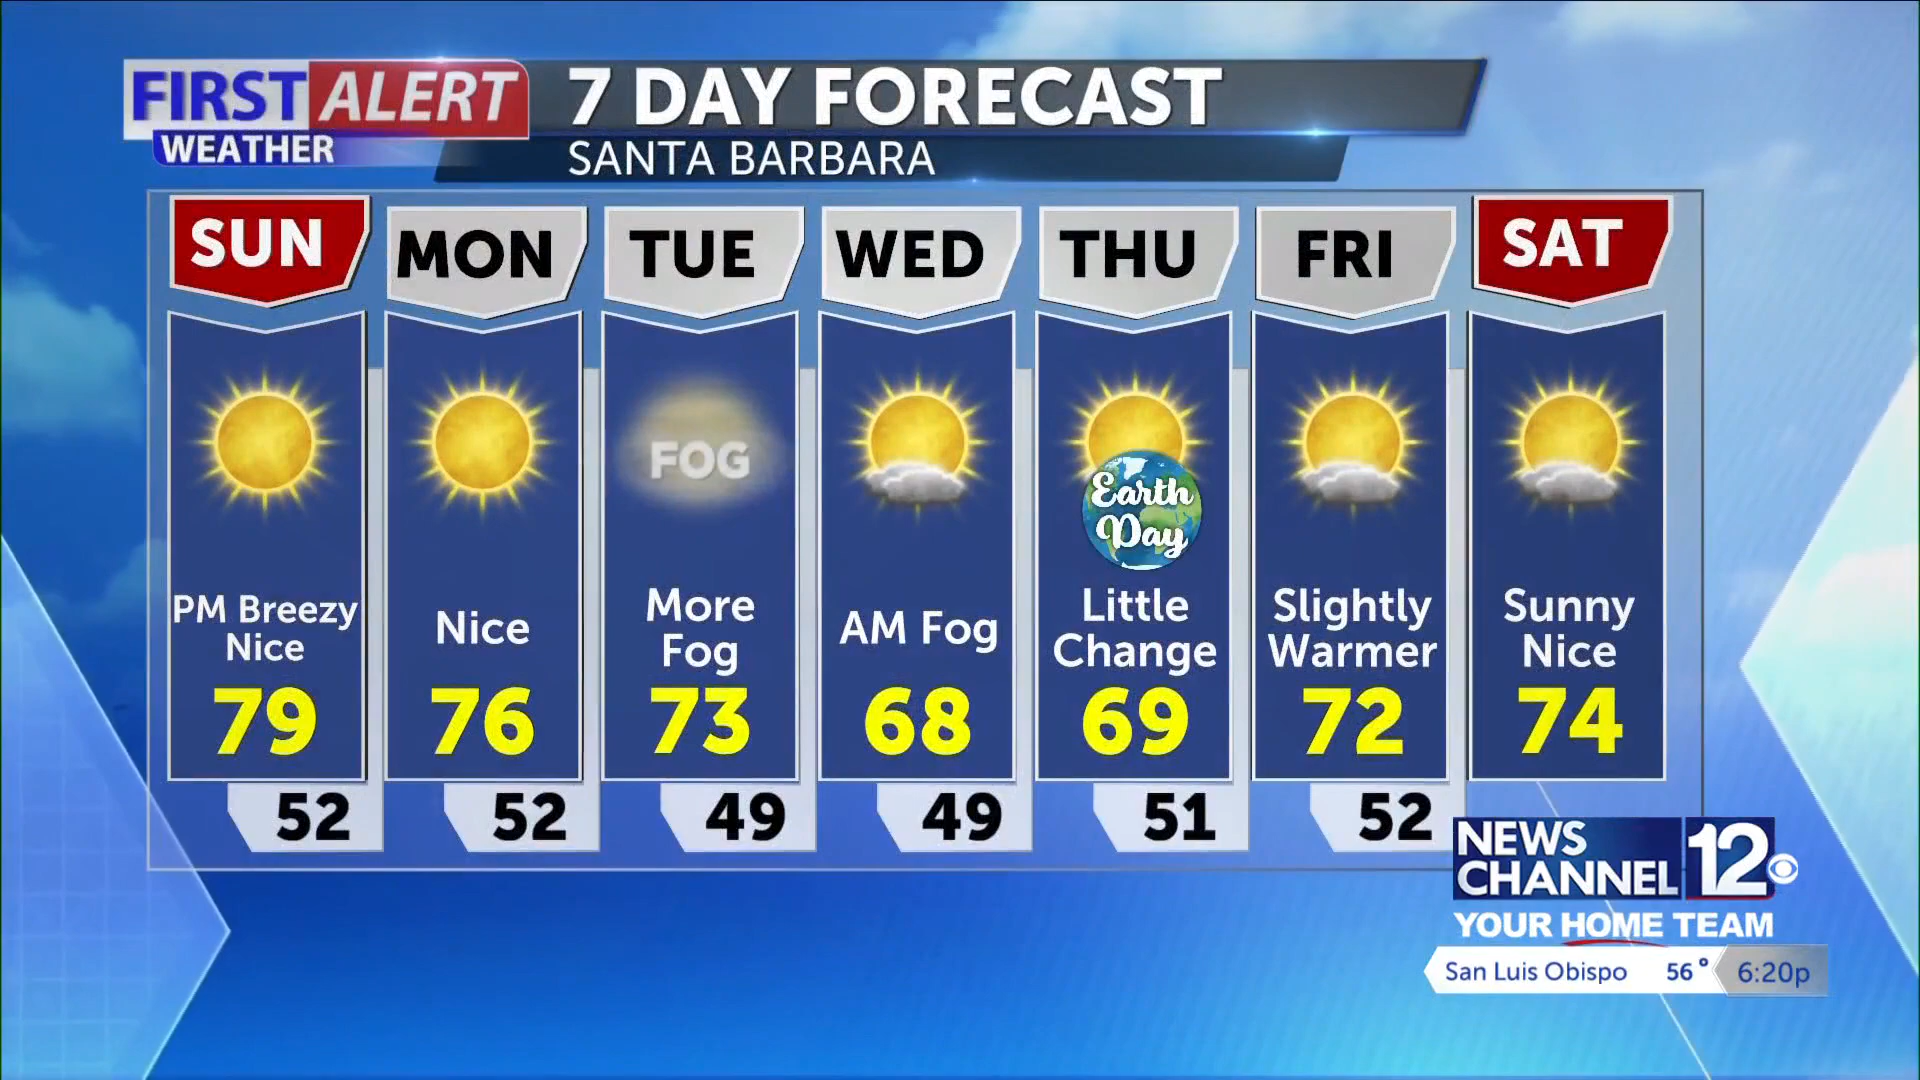 FIRST ALERT
WEATHER
7 DAY FORECAST
SANTA BARBARA
SUN
MON
TUE
WED
THU
FRI
SAT
FOG
Earth
Day
PM Breezy
Nice
Nice
More
Fog
AM Fog
Little
Change
Slightly
Warmer
Sunny
Nice
79
76
73
68
69
72
74
52
52
49
49
51
52
NEWS
CHANNEL
12
YOUR HOME TEAM
San Luis Obispo 56° 6:20p